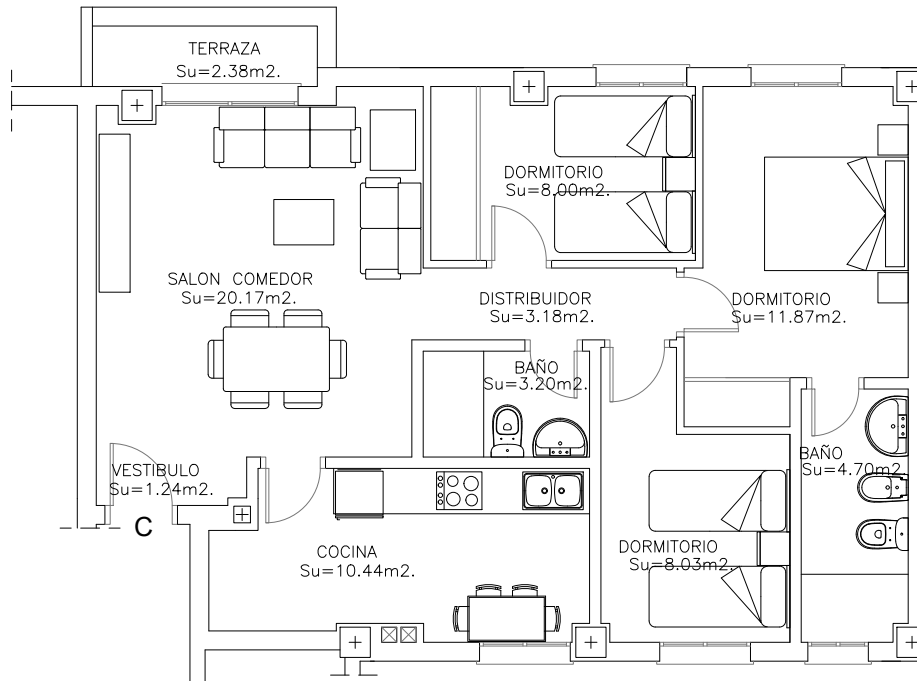 TERRAZA
Su=2.38m2.
DORMITORIO
Su=8.00m2.
SALON COMEDOR
Su=20.17m2.
DISTRIBUIDOR
Su=3.18m2.
DORMITORIO
Su=11.87m2.
BAÑO
Su=3.20m2.
VESTIBULO
Su=1.24m2.
C
BAÑO
Su=4.70m2.
COCINA
Su=10.44m2.
DORMITORIO
Su=8.03m2.